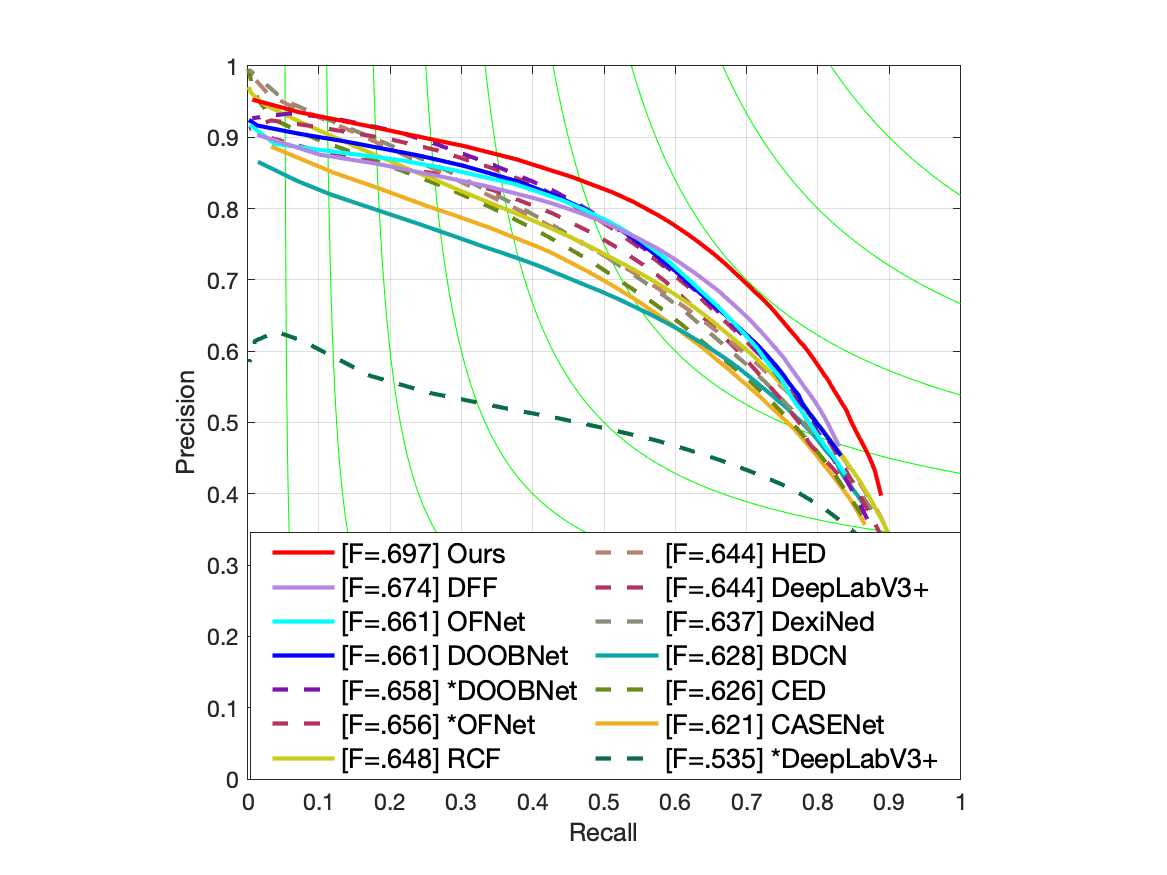 1
0.9
0.8
0.7
0.6
0.5
0.4
0.3
0.2
0.1
0
Precision
[F=.697] Ours
[F=.674] DFF
[F=.661] OFNet
[F=.661] DOOBNet
[F=.658] *DOOBNet
[F=.656] *OFNet
[F=.648] RCF
[F=.644] HED
[F=.644] DeepLabV3+
[F=.637] DexiNed
[F=.628] BDCN
[F=.626] CED
[F=.621] CASENet
[F=.535] *DeepLabV3+
0 0.1 0.2 0.3 0.4 0.5 0.6 0.7 0.8 0.9 1
Recall